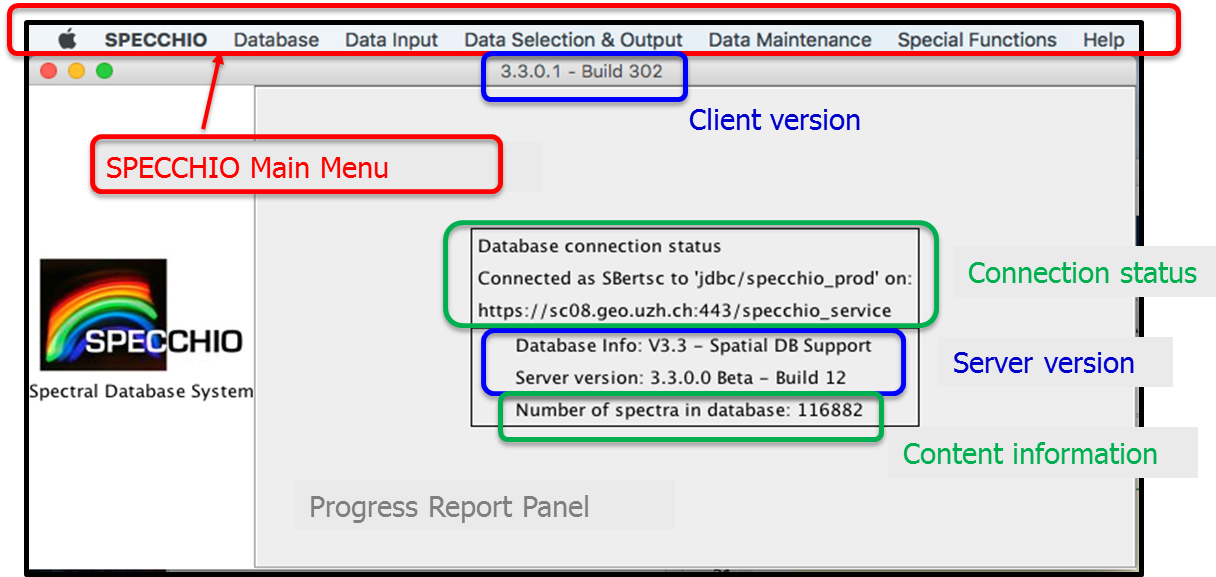 SPECCHIO Database Data Input Data Selection & Output Data Maintenance Special Functions Help
3.3.0.1 - Build 302
Client version
SPECCHIO Main Menu
Database connection status
Connected as SBertsc to 'jdbc/specchio_prod' on:
https://sc08.geo.uzh.ch:443/specchio_service
Connection status
Database Info: V3.3 - Spatial DB Support
Server version: 3.3.0.0 Beta - Build 12
Server version
Number of spectra in database: 116882
Content information
SPECCHIO
Spectral Database System
Progress Report Panel